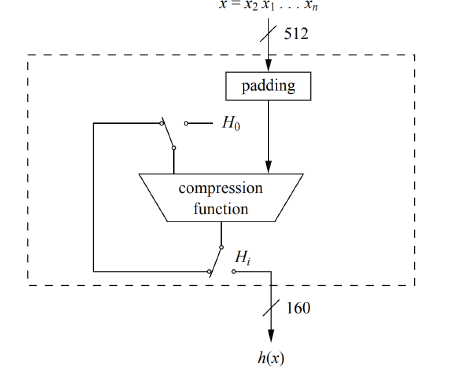 x = x₂ x₁ . . . xₙ
512
padding
H₀
compression
function
Hᵢ
160
h(x)